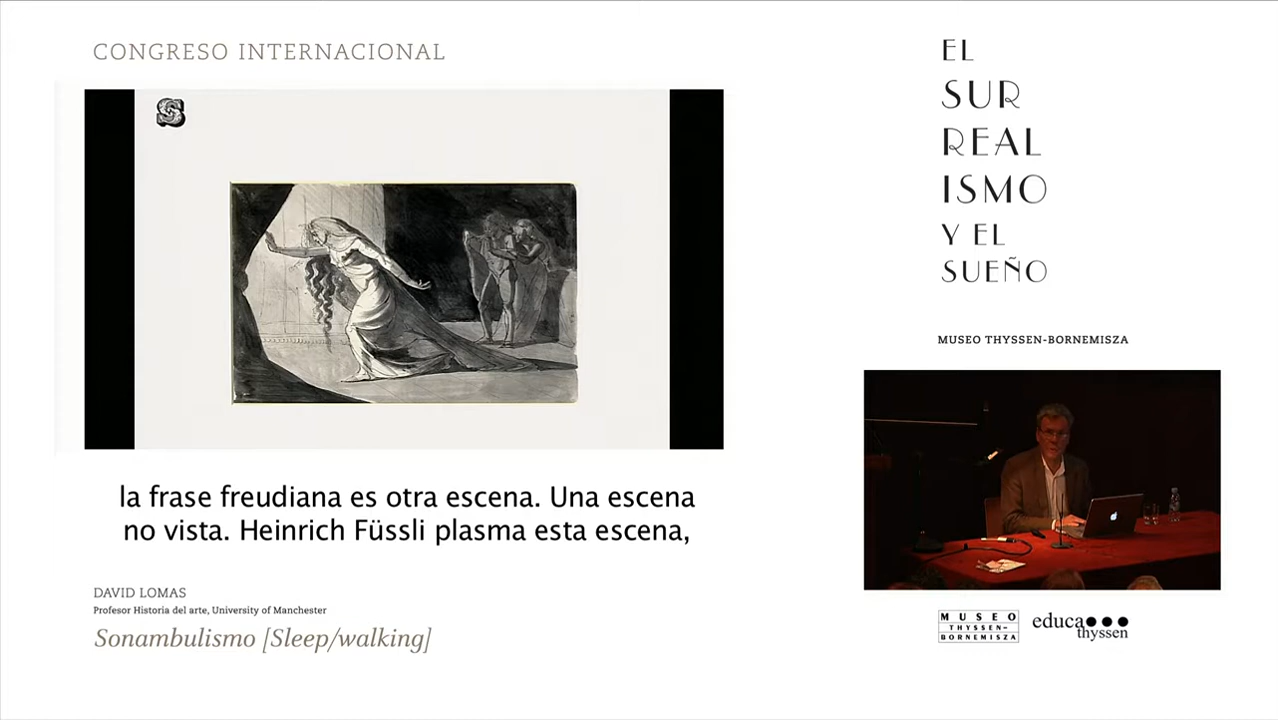 CONGRESO INTERNACIONAL
S
la frase freudiana es otra escena. Una escena
no vista. Heinrich Füssli plasma esta escena,
DAVID LOMAS
Profesor Historia del arte, University of Manchester
Sonambulismo [Sleep/walking]
EL
SUR
REAL
ISMO
Y EL
SUEÑO
MUSEO THYSSEN-BORNEMISZA
MUSEO
THYSSEN-
BORNEMISZA
educa
thyssen